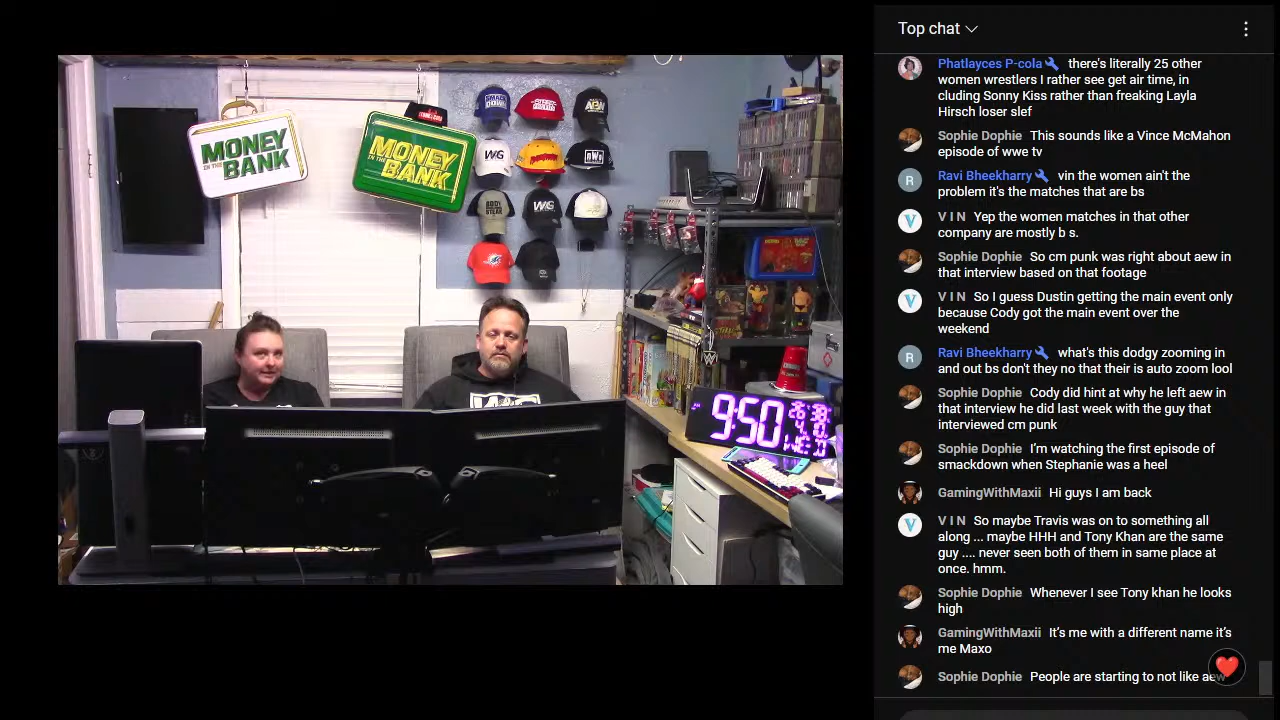 MONEY
IN THE
BANK
MONEY
IN THE
BANK
W4G
nWo
W4G
9:50
Top chat
Phatlayces P-cola there's literally 25 other
women wrestlers I rather see get air time, in
cluding Sonny Kiss rather than freaking Layla
Hirsch loser slef
Sophie Dophie This sounds like a Vince McMahon
episode of wwe tv
R Ravi Bheekharry vin the women ain't the
problem it's the matches that are bs
V V I N Yep the women matches in that other
company are mostly b s.
Sophie Dophie So cm punk was right about aew in
that interview based on that footage
V V I N So I guess Dustin getting the main event only
because Cody got the main event over the
weekend
R Ravi Bheekharry what's this dodgy zooming in
and out bs don't they no that their is auto zoom lool
Sophie Dophie Cody did hint at why he left aew in
that interview he did last week with the guy that
interviewed cm punk
Sophie Dophie I'm watching the first episode of
smackdown when Stephanie was a heel
GamingWithMaxii Hi guys I am back
V V I N So maybe Travis was on to something all
along ... maybe HHH and Tony Khan are the same
guy .... never seen both of them in same place at
once. hmm.
Sophie Dophie Whenever I see Tony khan he looks
high
GamingWithMaxii It's me with a different name it's
me Maxo
Sophie Dophie People are starting to not like aew